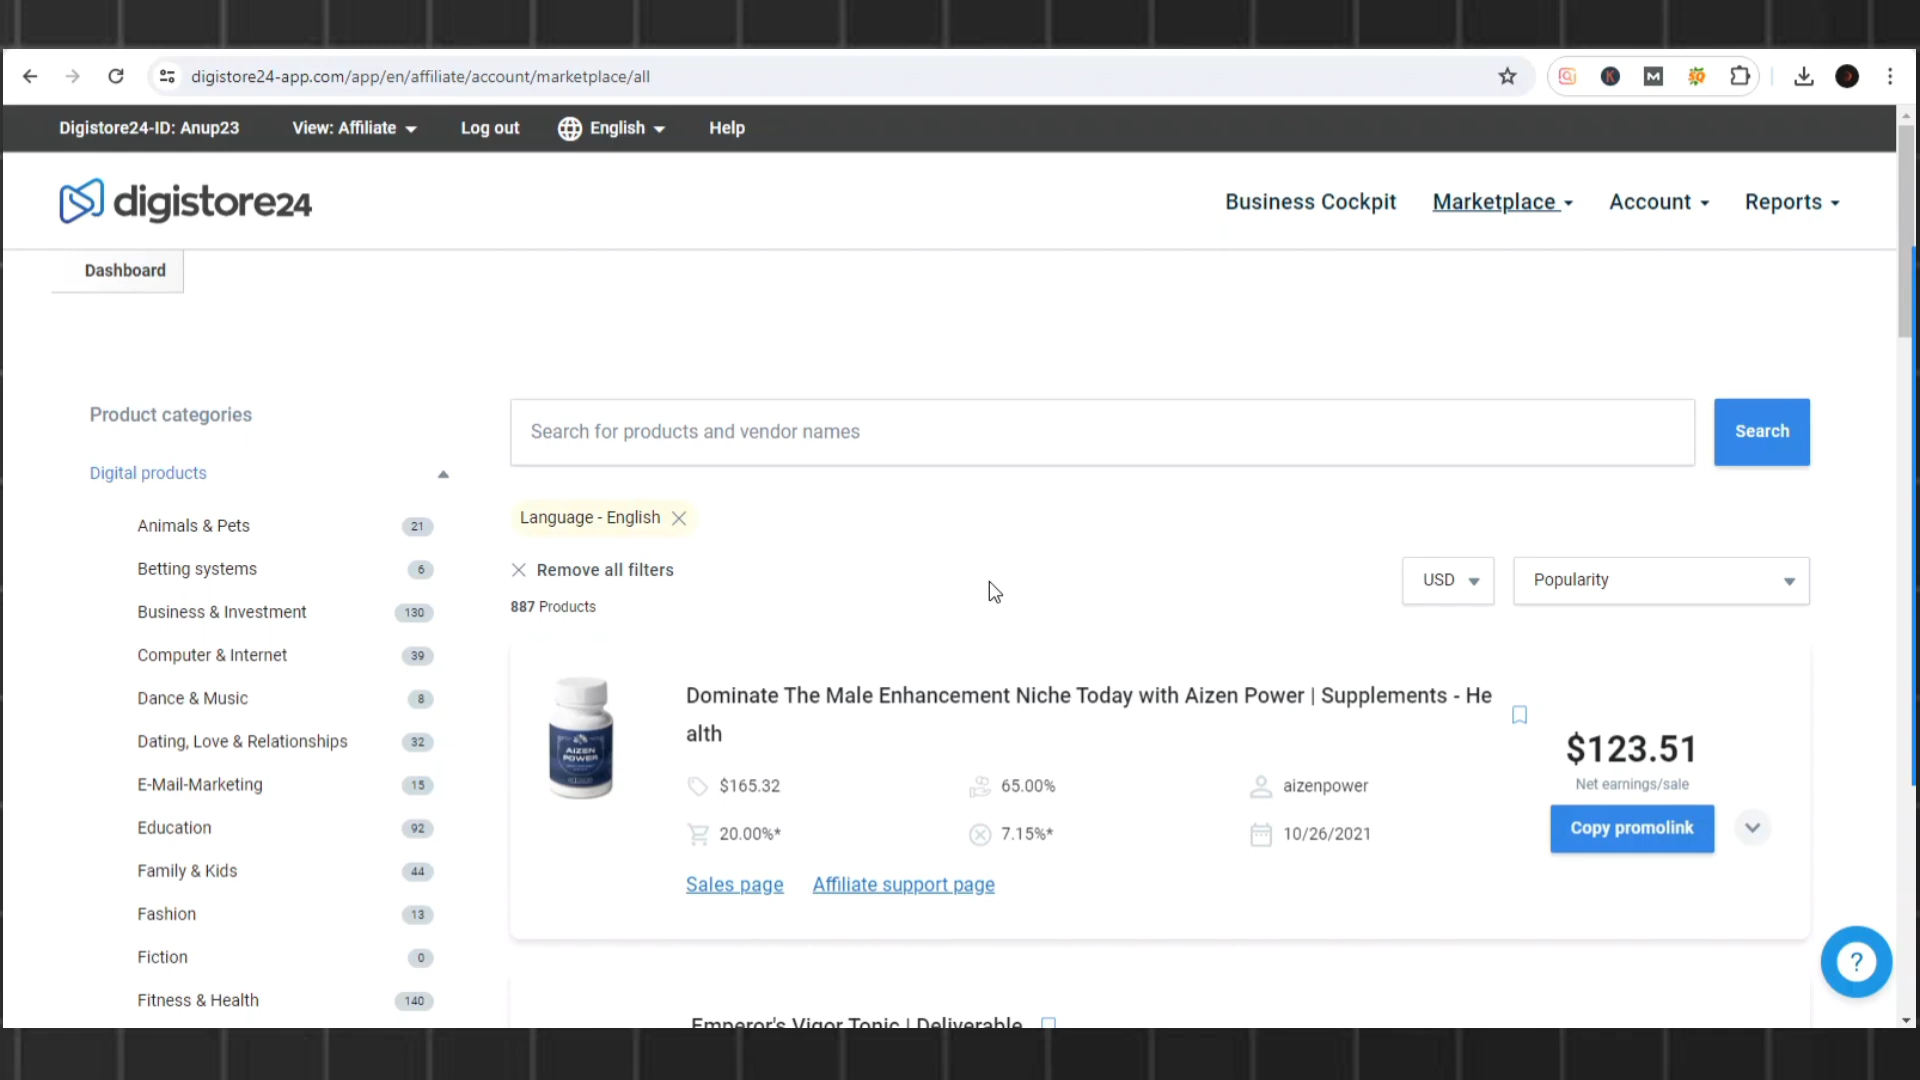 digistore24-app.com/app/en/affiliate/account/marketplace/all
Digistore24-ID: Anup23 View: Affiliate Log out English Help
digistore24
Business Cockpit Marketplace Account Reports
Dashboard
Product categories
Digital products
Animals & Pets 21
Betting systems 6
Business & Investment 130
Computer & Internet 39
Dance & Music 8
Dating, Love & Relationships 32
E-Mail-Marketing 15
Education 92
Family & Kids 44
Fashion 13
Fiction 0
Fitness & Health 140
Search for products and vendor names
Search
Language - English
Remove all filters
887 Products
USD
Popularity
AIZEN
POWER
Dominate The Male Enhancement Niche Today with Aizen Power | Supplements - He
alth
$165.32 65.00% aizenpower
20.00%* 7.15%* 10/26/2021
Sales page Affiliate support page
$123.51
Net earnings/sale
Copy promolink
?
Emperor's Vigor Tonic | Deliverable